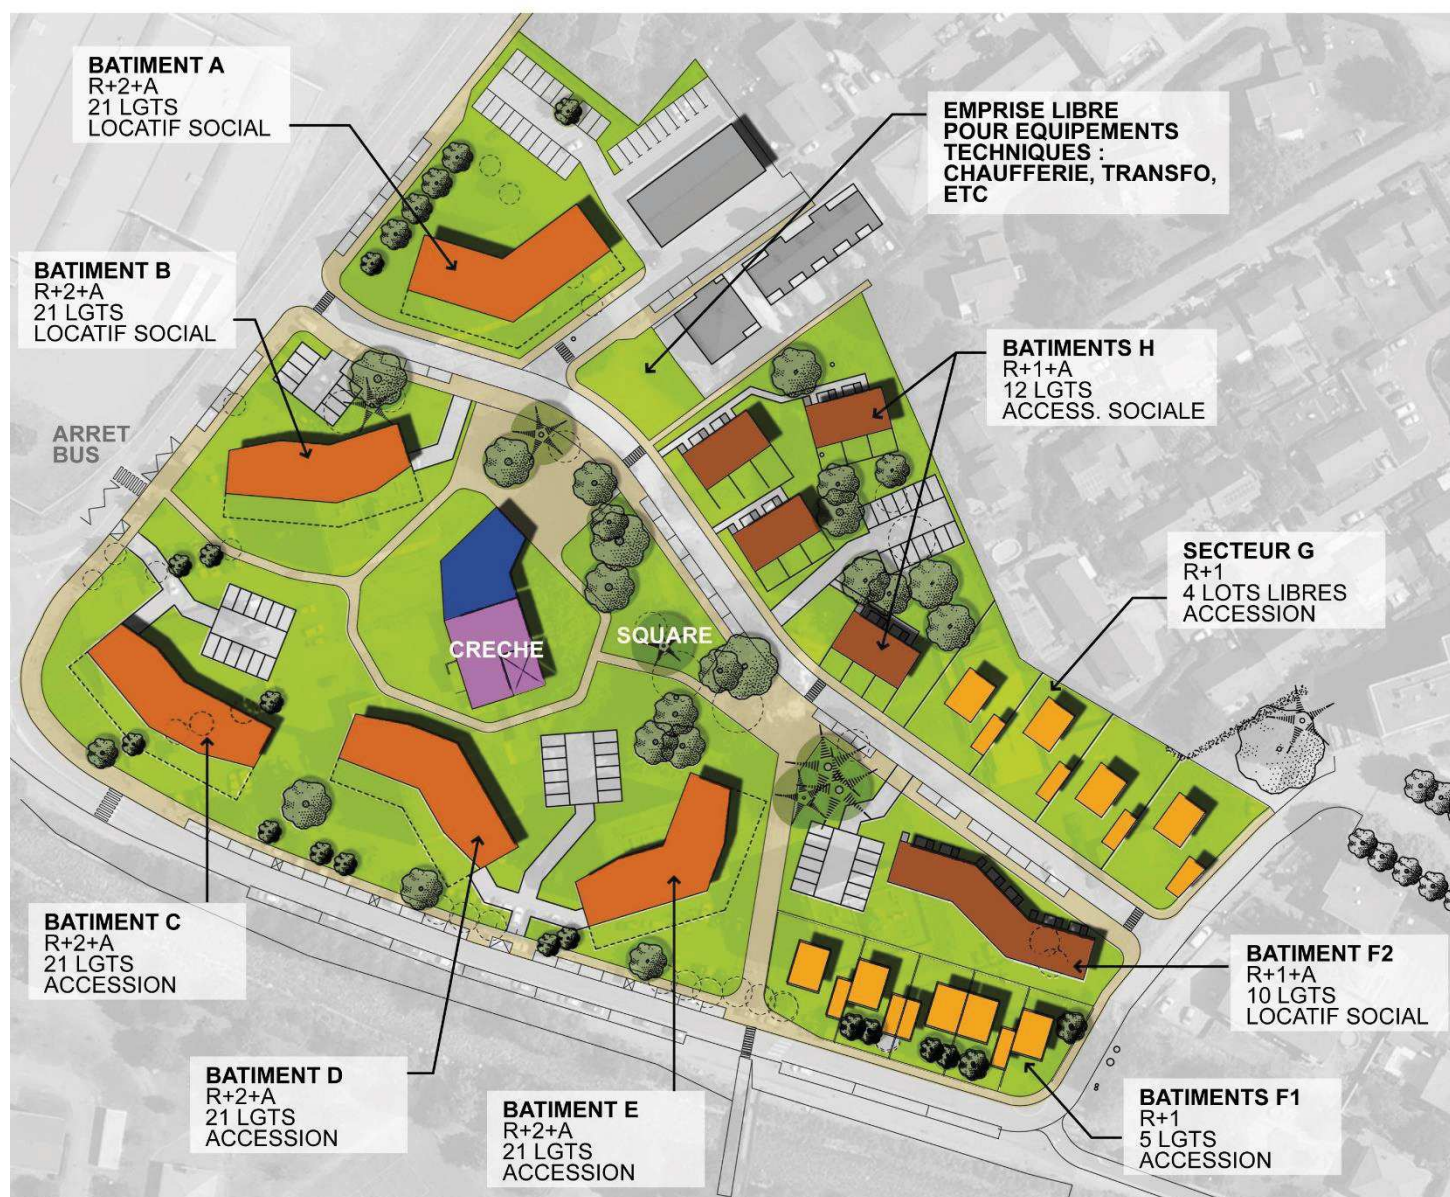 BATIMENT A
R+2+A
21 LGTS
LOCATIF SOCIAL
EMPRISE LIBRE
POUR EQUIPEMENTS
TECHNIQUES :
CHAUFFERIE, TRANSFO,
ETC
BATIMENT B
R+2+A
21 LGTS
LOCATIF SOCIAL
BATIMENTS H
R+1+A
12 LGTS
ACCESS. SOCIALE
ARRET
BUS
SECTEUR G
R+1
4 LOTS LIBRES
ACCESSION
SQUARE
CRECHE
BATIMENT C
R+2+A
21 LGTS
ACCESSION
BATIMENT F2
R+1+A
10 LGTS
LOCATIF SOCIAL
BATIMENT D
R+2+A
21 LGTS
ACCESSION
BATIMENT E
R+2+A
21 LGTS
ACCESSION
BATIMENTS F1
R+1
5 LGTS
ACCESSION